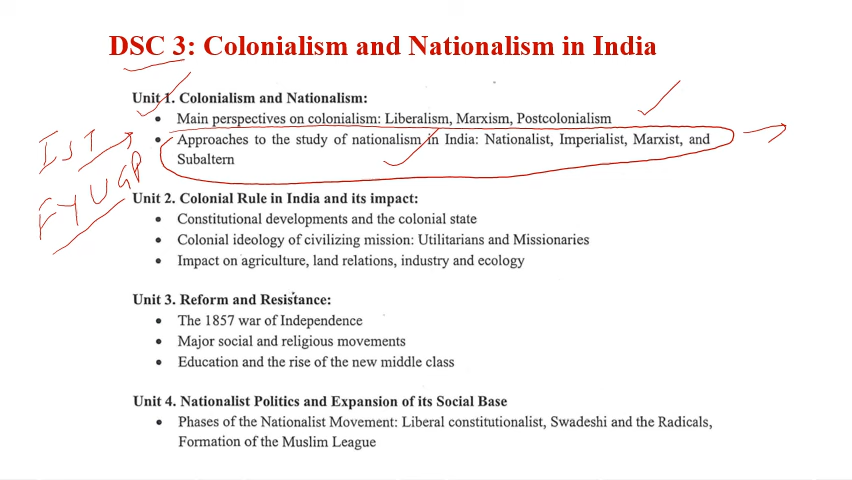 DSC 3: Colonialism and Nationalism in India
Unit 1. Colonialism and Nationalism:
• Main perspectives on colonialism: Liberalism, Marxism, Postcolonialism
• Approaches to the study of nationalism in India: Nationalist, Imperialist, Marxist, and
Subaltern
IST
FYUGP
Unit 2. Colonial Rule in India and its impact:
• Constitutional developments and the colonial state
• Colonial ideology of civilizing mission: Utilitarians and Missionaries
• Impact on agriculture, land relations, industry and ecology
Unit 3. Reform and Resistance:
• The 1857 war of Independence
• Major social and religious movements
• Education and the rise of the new middle class
Unit 4. Nationalist Politics and Expansion of its Social Base
• Phases of the Nationalist Movement: Liberal constitutionalist, Swadeshi and the Radicals,
Formation of the Muslim League